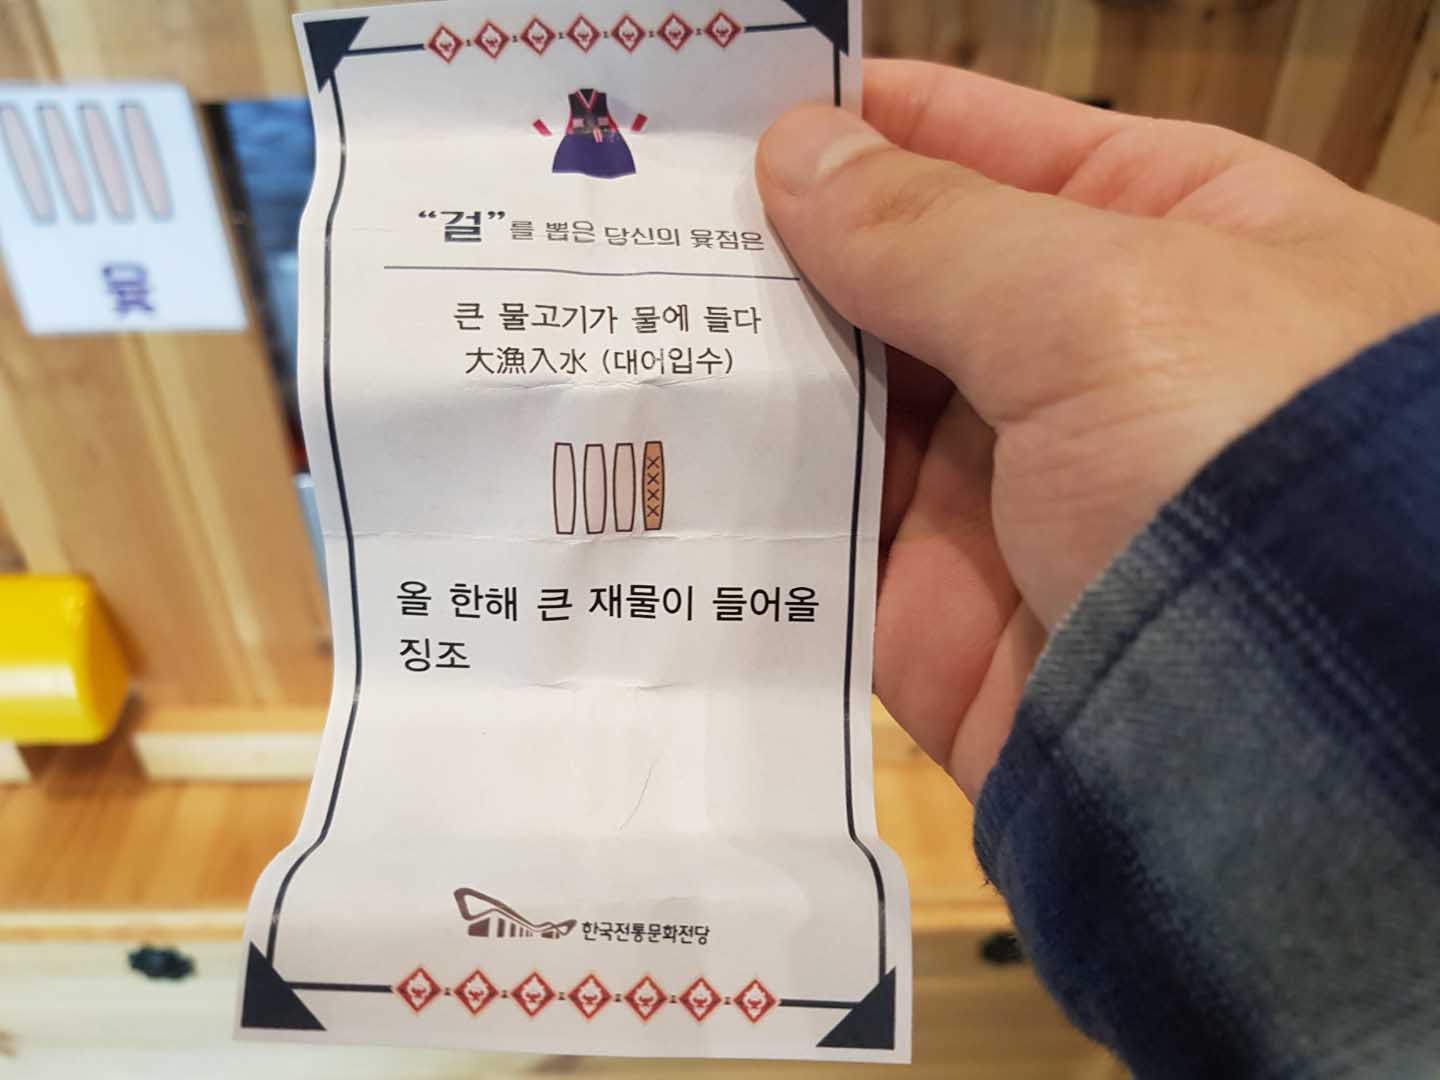 윷
“걸”를 뽑은 당신의 윷점은
큰 물고기가 물에 들다
大漁入水 (대어입수)
올 한해 큰 재물이 들어올
징조
한국전통문화전당